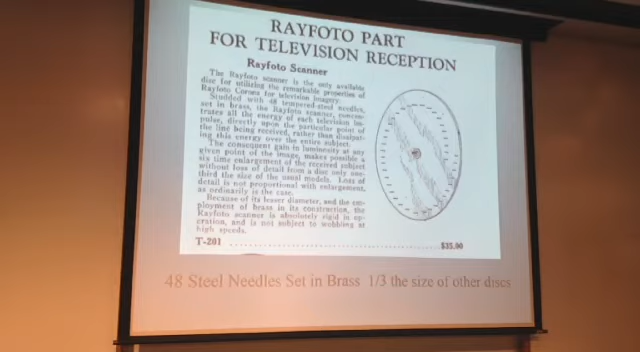 RAYFOTO PART
FOR TELEVISION RECEPTION
Rayfoto Scanner
The Rayfoto scanner is the only available
disc for utilizing the remarkable properties of
Rayfoto Corona for television imagery.
Studded with 48 tempered-steel needles,
set in brass, the Rayfoto scanner, concen-
trates all the energy of each television im-
pulse, directly upon the particular point of
the line being received, rather than dissipat-
ing this energy over the entire subject.
The consequent gain in luminosity at any
given point of the image, makes possible a
six time enlargement of the received subject
without loss of detail from a disc only one-
third the size of the usual models. Loss of
detail is not proportional with enlargement,
as ordinarily is the case.
Because of its lesser diameter, and the em-
ployment of brass in its construction, the
Rayfoto scanner is absolutely rigid in op-
eration, and is not subject to wobbling at
high speeds.
T-201 ........................................ $35.00
48 Steel Needles Set in Brass 1/3 the size of other discs